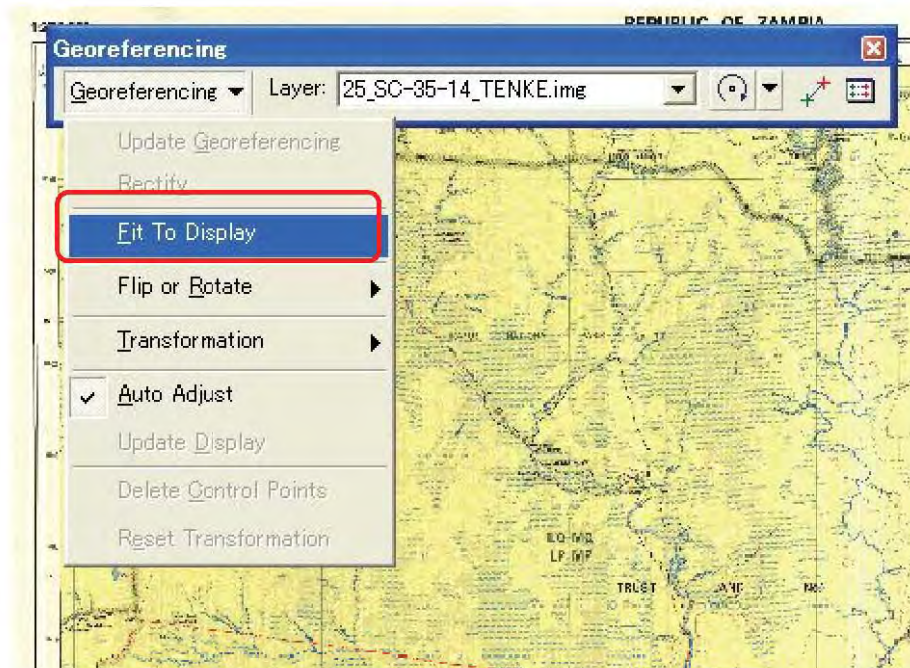 REPUBLIC OF ZAMBIA
Georeferencing
Georeferencing Layer: 25_SC-35-14_TENKE.img
Update Georeferencing
Rectify
Fit To Display
Flip or Rotate
Transformation
Auto Adjust
Update Display
Delete Control Points
Reset Transformation
TRUST